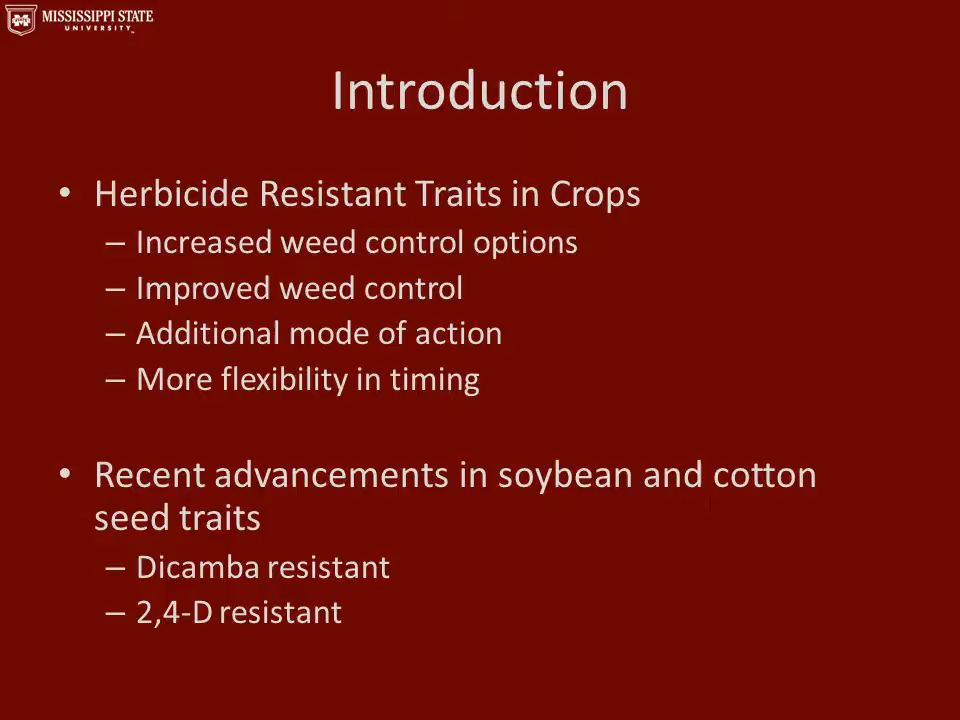 MISSISSIPPI STATE
UNIVERSITY™
Introduction
• Herbicide Resistant Traits in Crops
– Increased weed control options
– Improved weed control
– Additional mode of action
– More flexibility in timing
• Recent advancements in soybean and cotton
seed traits
– Dicamba resistant
– 2,4-D resistant